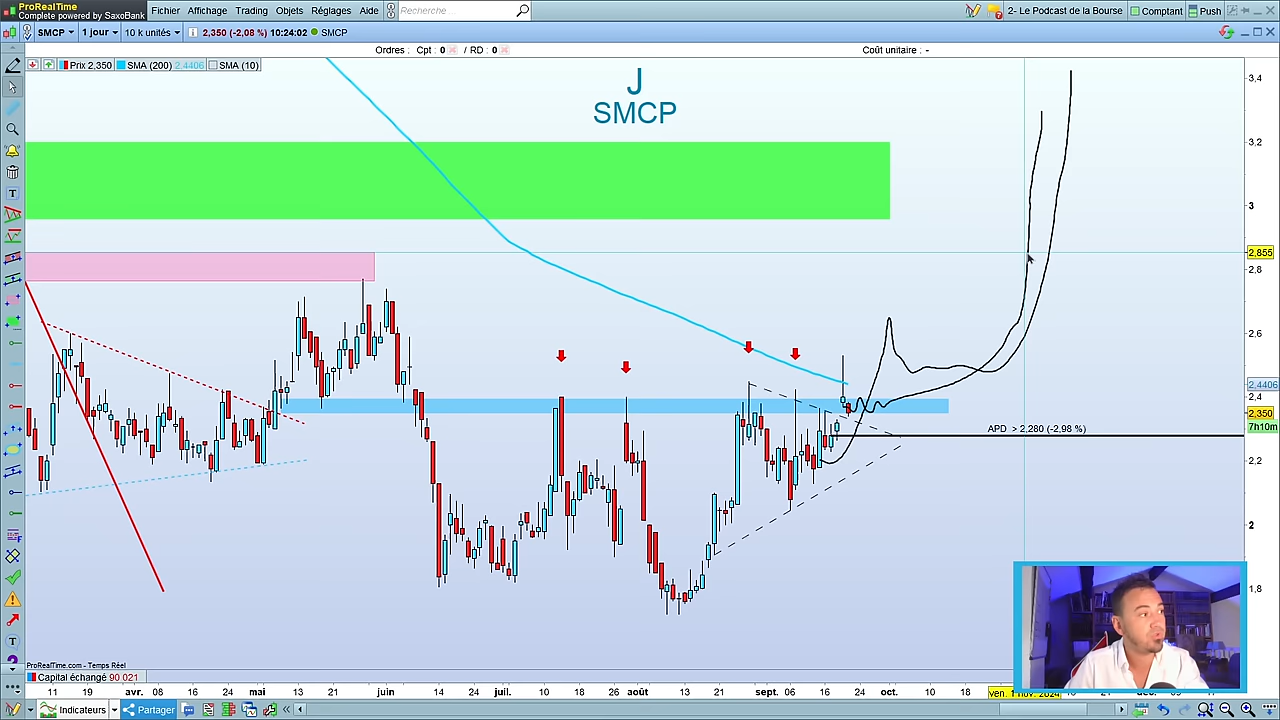 ProRealTime
Complete powered by SaxoBank
Fichier Affichage Trading Objets Réglages Aide
Recherche
2- Le Podcast de la Bourse Comptant Push
SMCP 1 jour 10 k unités 2,350 (-2,08 %) 10:24:02 SMCP
Ordres : Cpt : 0 / RD : 0 Coût unitaire : -
Prix 2,350 SMA (200) 2,4406 SMA (10)
J
SMCP
3,4
3,2
3
2,855
2,8
2,6
2,4406
2,4
2,350
7h10m
APD > 2,280 (-2,98 %)
2,2
2
1,8
ProRealTime.com - Temps Réel
Capital échangé 90 021
11 19 avr. 08 16 24 mai 13 21 juin 14 24 juil. 10 18 26 août 13 21 sept. 06 16 24 oct. 10 18 ven. 1 nov. 2024
Indicateurs Partager